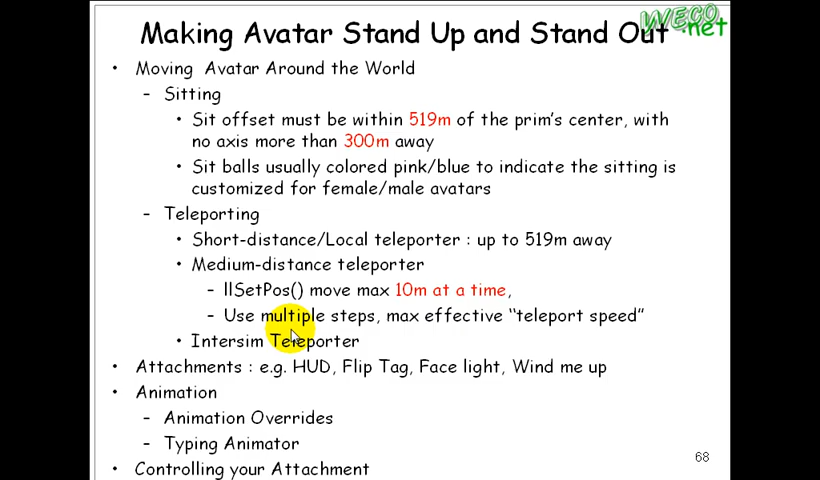 WECO
.net
Making Avatar Stand Up and Stand Out
• Moving Avatar Around the World
– Sitting
• Sit offset must be within 519m of the prim's center, with
no axis more than 300m away
• Sit balls usually colored pink/blue to indicate the sitting is
customized for female/male avatars
– Teleporting
• Short-distance/Local teleporter : up to 519m away
• Medium-distance teleporter
– llSetPos() move max 10m at a time,
– Use multiple steps, max effective “teleport speed”
• Intersim Teleporter
• Attachments : e.g. HUD, Flip Tag, Face light, Wind me up
• Animation
– Animation Overrides
– Typing Animator
• Controlling your Attachment
68